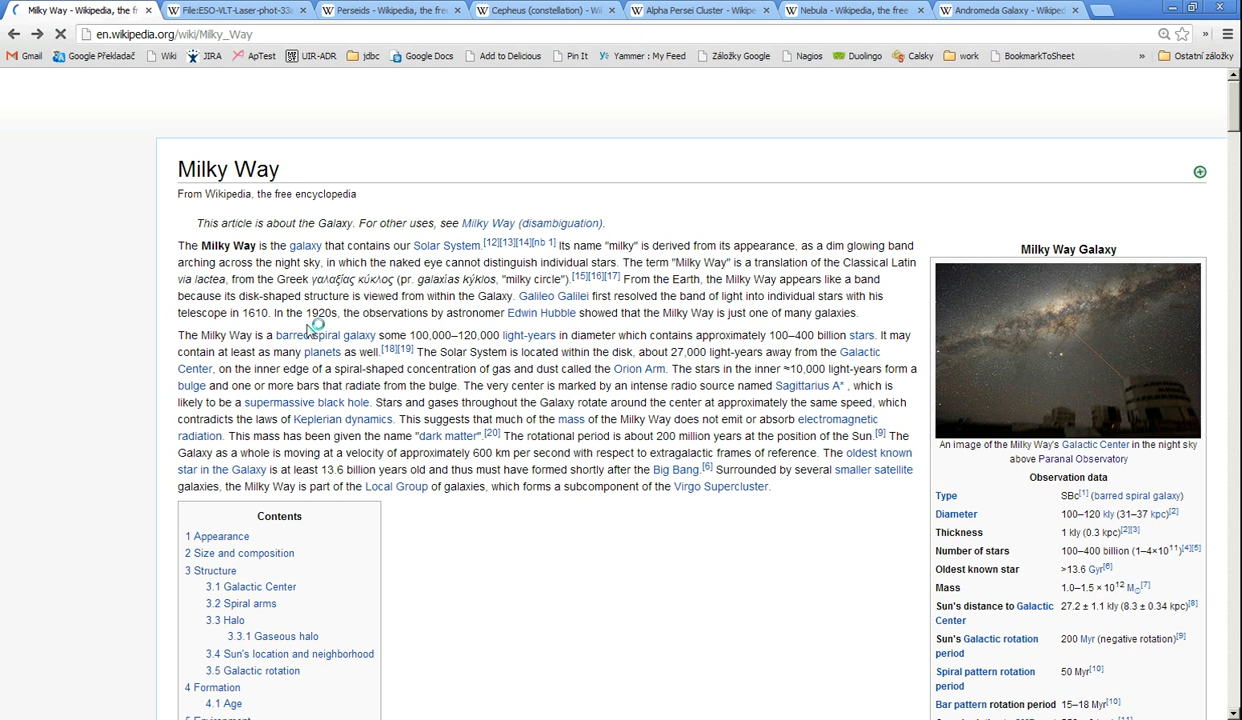 Milky Way - Wikipedia, the fr
File:ESO-VLT-Laser-phot-33a
Perseids - Wikipedia, the free
Cepheus (constellation) - Wi
Alpha Persei Cluster - Wikipe
Nebula - Wikipedia, the free
Andromeda Galaxy - Wikiped
en.wikipedia.org/wiki/Milky_Way
Gmail Google Překladač Wiki JIRA ApTest UIR-ADR jdbc Google Docs Add to Delicious Pin It Yammer : My Feed Záložky Google Nagios Duolingo Calsky work BookmarkToSheet » Ostatní záložky
Milky Way
From Wikipedia, the free encyclopedia
This article is about the Galaxy. For other uses, see Milky Way (disambiguation).
The Milky Way is the galaxy that contains our Solar System.[12][13][14][nb 1] Its name "milky" is derived from its appearance, as a dim glowing band
arching across the night sky, in which the naked eye cannot distinguish individual stars. The term "Milky Way" is a translation of the Classical Latin
via lactea, from the Greek γαλαξίας κύκλος (pr. galaxías kýklos, "milky circle").[15][16][17] From the Earth, the Milky Way appears like a band
because its disk-shaped structure is viewed from within the Galaxy. Galileo Galilei first resolved the band of light into individual stars with his
telescope in 1610. In the 1920s, the observations by astronomer Edwin Hubble showed that the Milky Way is just one of many galaxies.
The Milky Way is a barred spiral galaxy some 100,000–120,000 light-years in diameter which contains approximately 100–400 billion stars. It may
contain at least as many planets as well.[18][19] The Solar System is located within the disk, about 27,000 light-years away from the Galactic
Center, on the inner edge of a spiral-shaped concentration of gas and dust called the Orion Arm. The stars in the inner ≈10,000 light-years form a
bulge and one or more bars that radiate from the bulge. The very center is marked by an intense radio source named Sagittarius A* , which is
likely to be a supermassive black hole. Stars and gases throughout the Galaxy rotate around the center at approximately the same speed, which
contradicts the laws of Keplerian dynamics. This suggests that much of the mass of the Milky Way does not emit or absorb electromagnetic
radiation. This mass has been given the name "dark matter".[20] The rotational period is about 200 million years at the position of the Sun.[9] The
Galaxy as a whole is moving at a velocity of approximately 600 km per second with respect to extragalactic frames of reference. The oldest known
star in the Galaxy is at least 13.6 billion years old and thus must have formed shortly after the Big Bang.[6] Surrounded by several smaller satellite
galaxies, the Milky Way is part of the Local Group of galaxies, which forms a subcomponent of the Virgo Supercluster.
Contents
1 Appearance
2 Size and composition
3 Structure
3.1 Galactic Center
3.2 Spiral arms
3.3 Halo
3.3.1 Gaseous halo
3.4 Sun's location and neighborhood
3.5 Galactic rotation
4 Formation
4.1 Age
5 Environment
Milky Way Galaxy
An image of the Milky Way's Galactic Center in the night sky
above Paranal Observatory
Observation data
Type SBc[1] (barred spiral galaxy)
Diameter 100–120 kly (31–37 kpc)[2]
Thickness 1 kly (0.3 kpc)[2][3]
Number of stars 100–400 billion (1–4×10¹¹)[4][5]
Oldest known star >13.6 Gyr[6]
Mass 1.0–1.5 × 10¹² M☉[7]
Sun's distance to Galactic Center 27.2 ± 1.1 kly (8.3 ± 0.34 kpc)[8]
Sun's Galactic rotation period 200 Myr (negative rotation)[9]
Spiral pattern rotation period 50 Myr[10]
Bar pattern rotation period 15–18 Myr[10]